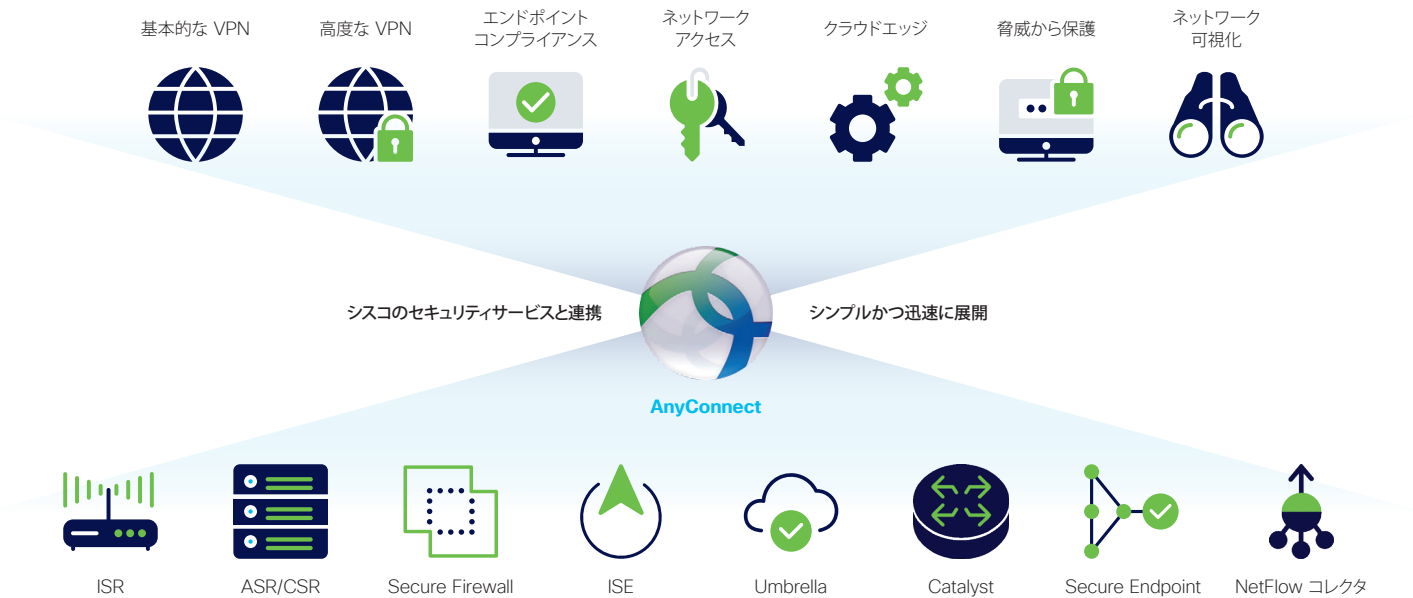 基本的な VPN
高度な VPN
エンドポイント
コンプライアンス
ネットワーク
アクセス
クラウドエッジ
脅威から保護
ネットワーク
可視化
シスコのセキュリティサービスと連携
シンプルかつ迅速に展開
AnyConnect
ISR
ASR/CSR
Secure Firewall
ISE
Umbrella
Catalyst
Secure Endpoint
NetFlow コレクタ